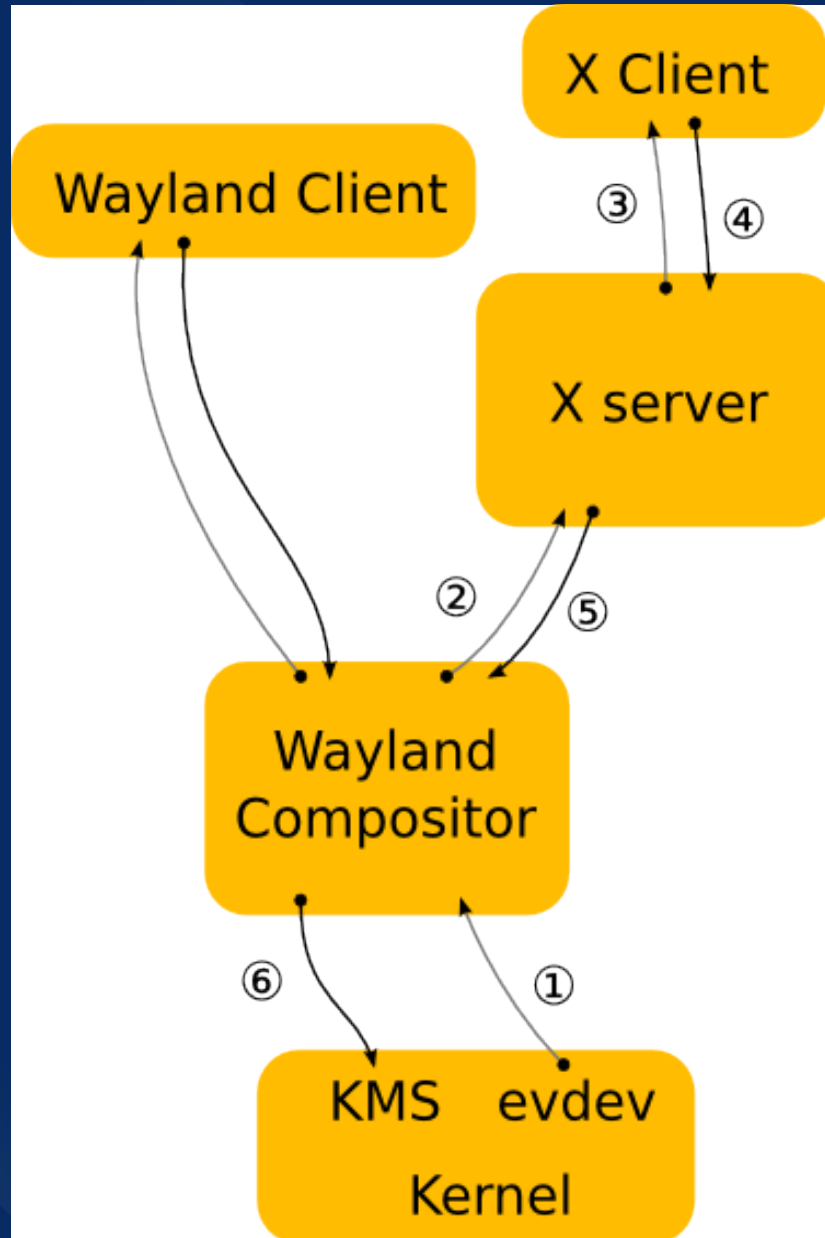 X Client
Wayland Client
③
④
X server
②
⑤
Wayland
Compositor
⑥
①
KMS evdev
Kernel